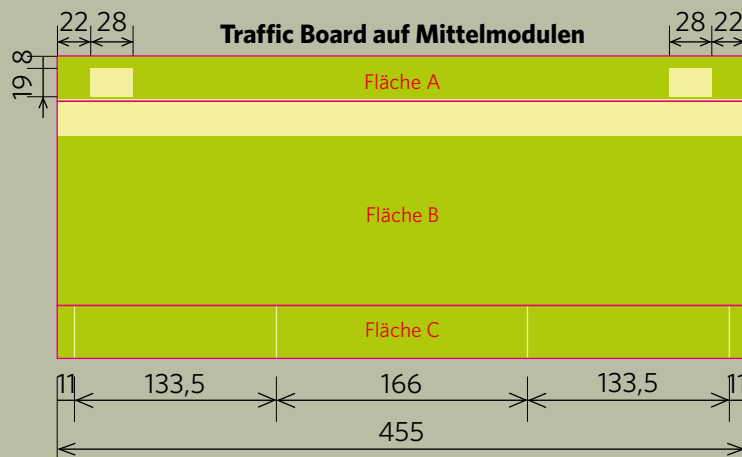 22 28 Traffic Board auf Mittelmodulen 28 22
8
19
Fläche A
Fläche B
Fläche C
11 133,5 166 133,5 11
455